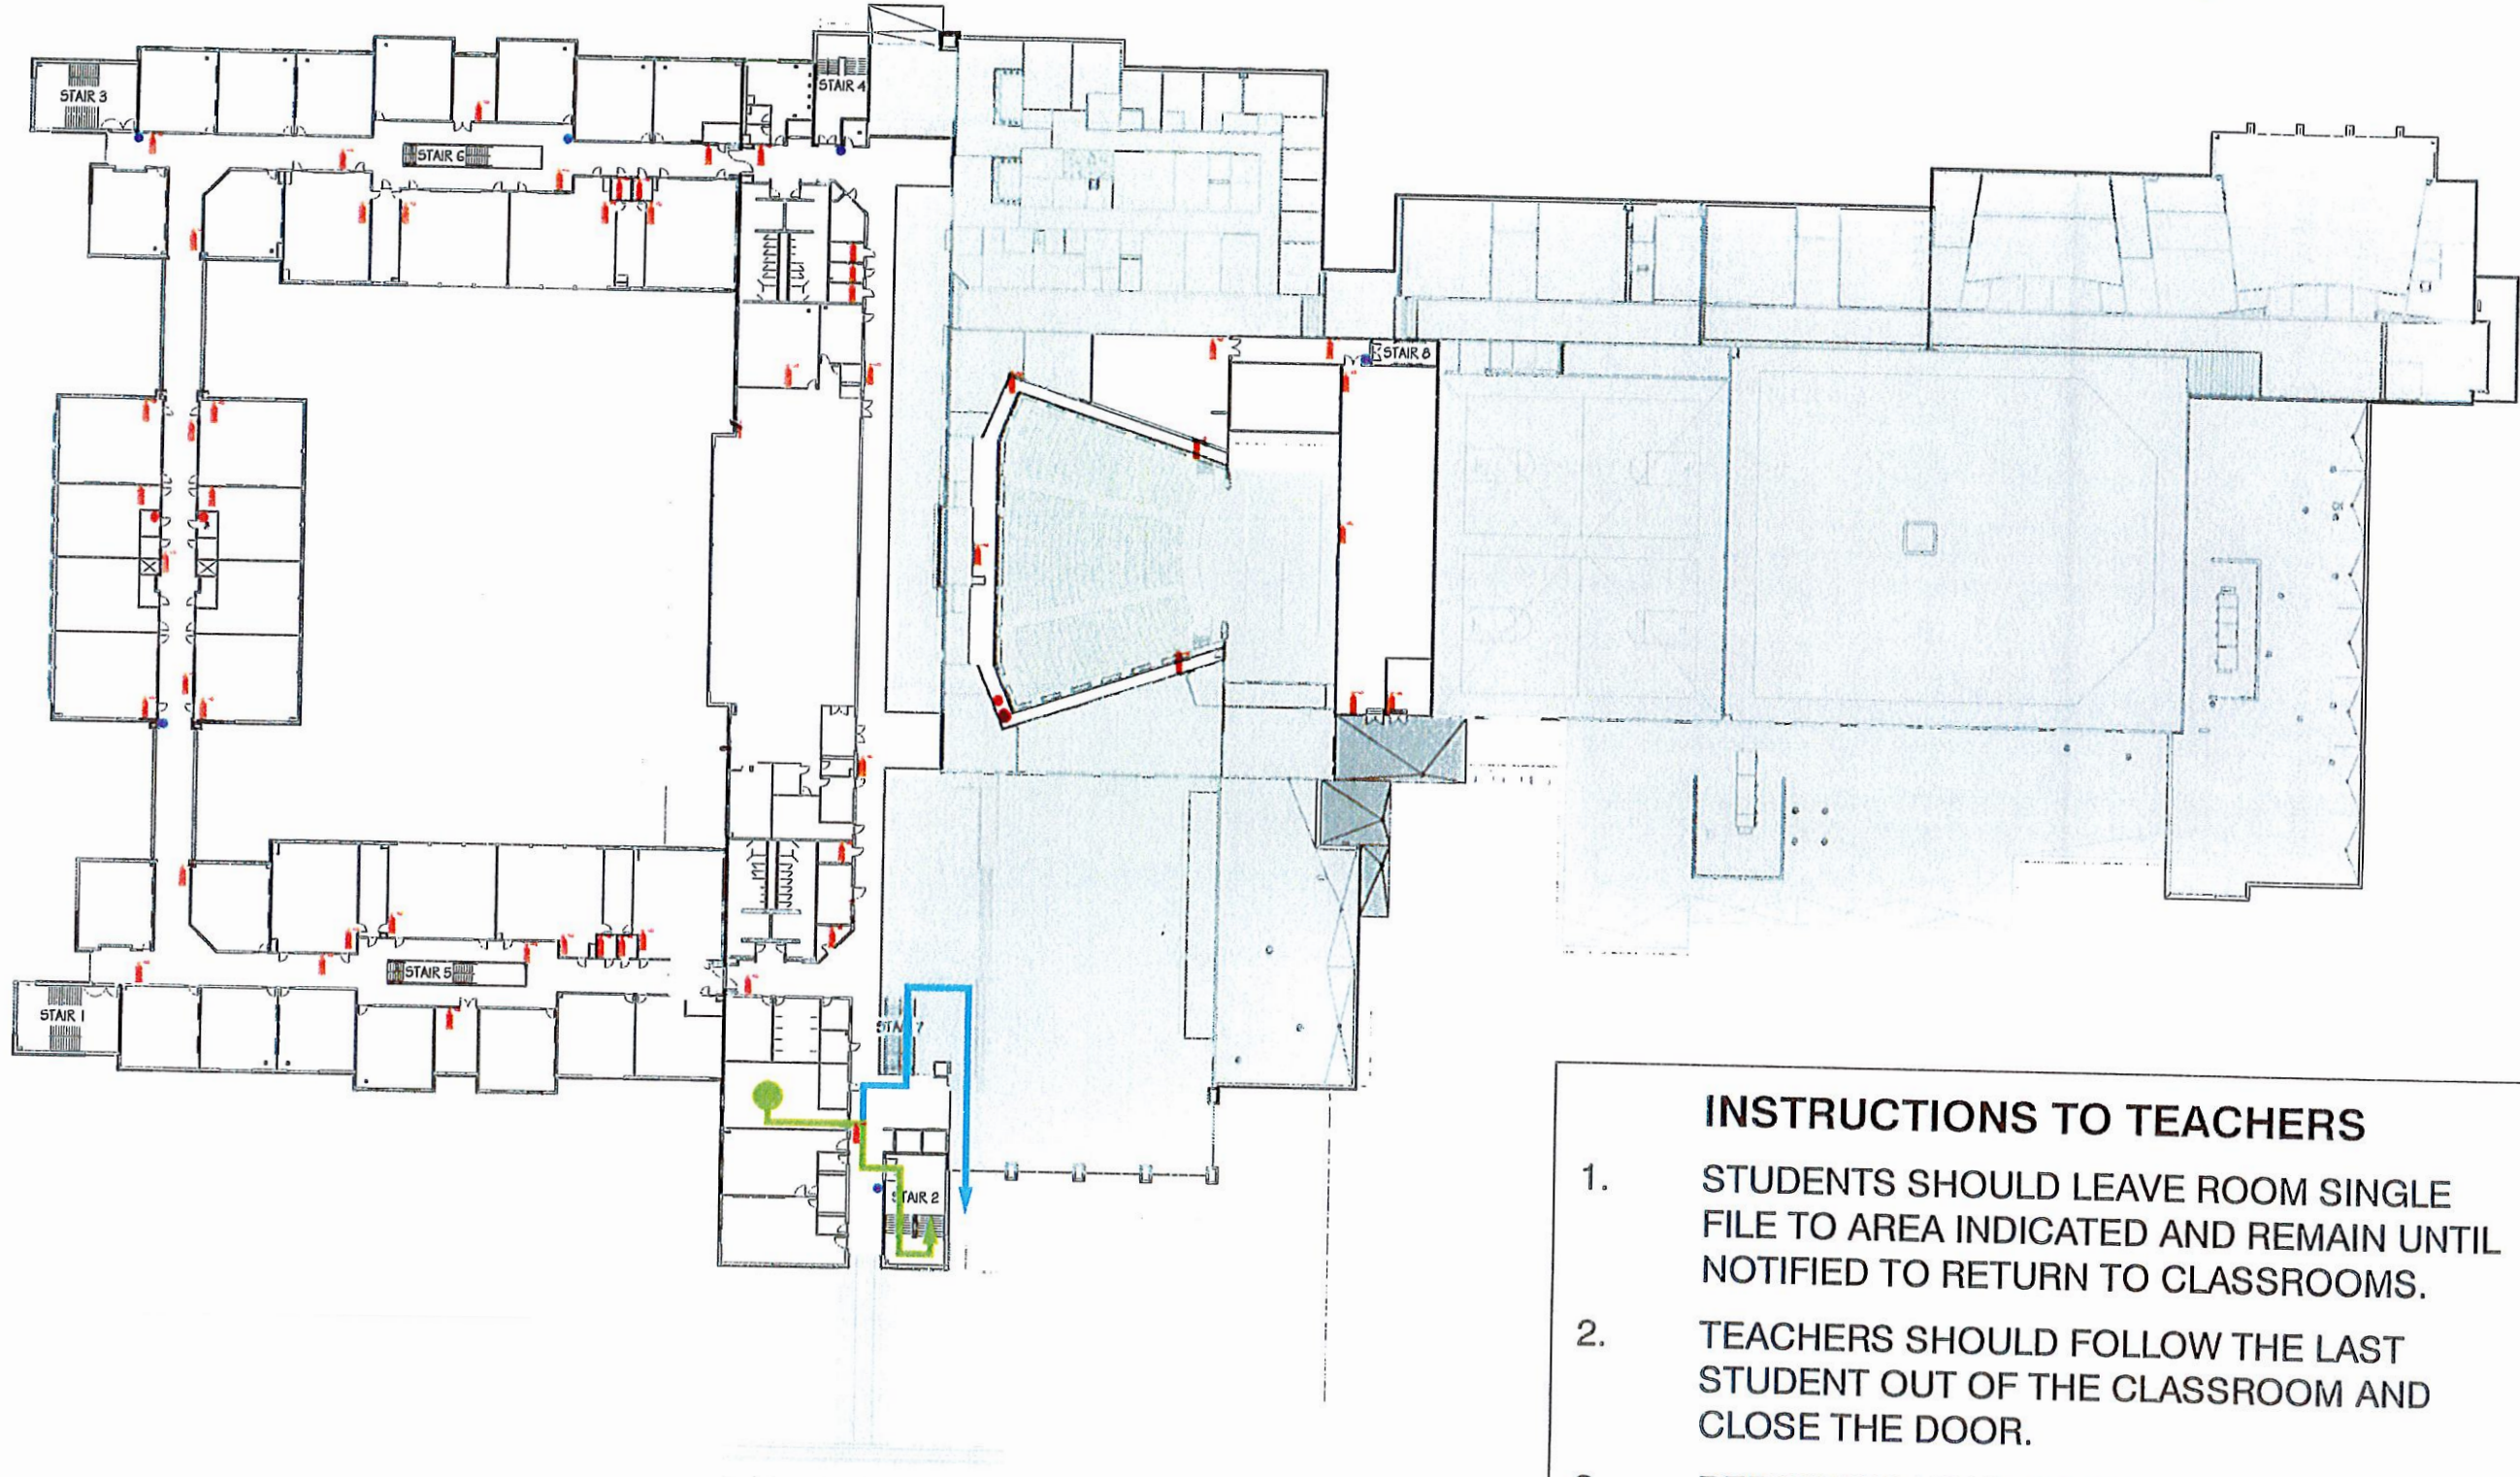 STAIR 3
STAIR 4
STAIR 6
STAIR 8
STAIR 5
STAIR 1
STAIR 2
INSTRUCTIONS TO TEACHERS
1. STUDENTS SHOULD LEAVE ROOM SINGLE
FILE TO AREA INDICATED AND REMAIN UNTIL
NOTIFIED TO RETURN TO CLASSROOMS.
2. TEACHERS SHOULD FOLLOW THE LAST
STUDENT OUT OF THE CLASSROOM AND
CLOSE THE DOOR.